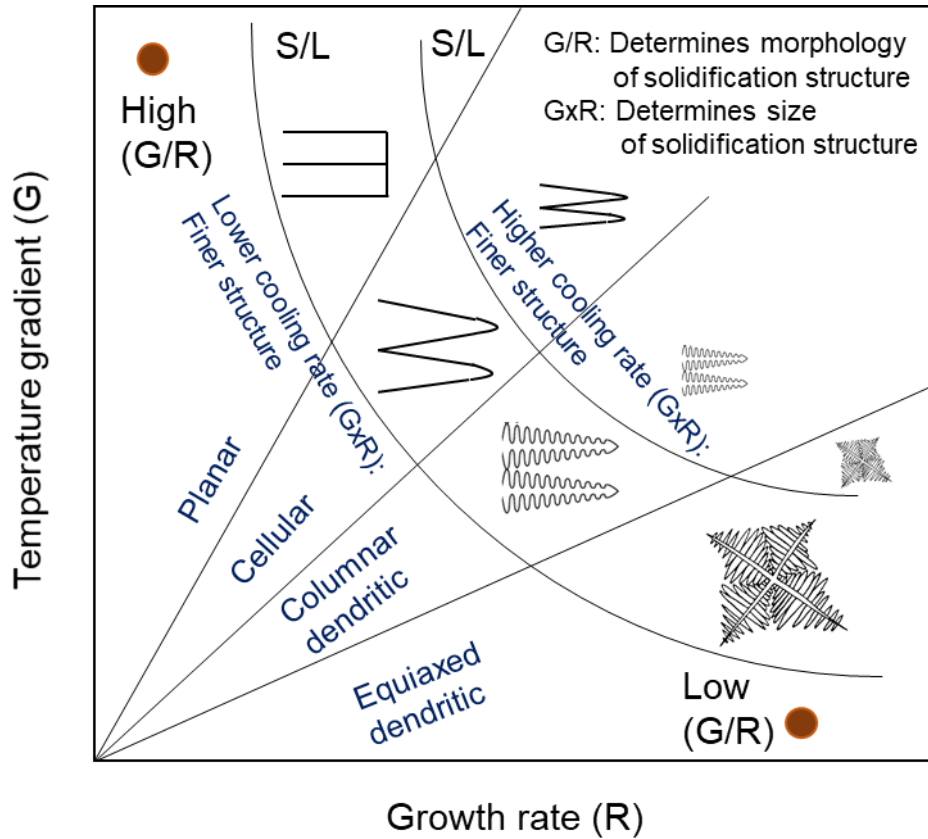 S/L
S/L
G/R: Determines morphology
of solidification structure
GxR: Determines size
of solidification structure
High
(G/R)
Lower cooling rate (GxR):
Finer structure
Higher cooling rate (GxR):
Finer structure
Planar
Cellular
Columnar
dendritic
Equiaxed
dendritic
Low
(G/R)
Temperature gradient (G)
Growth rate (R)